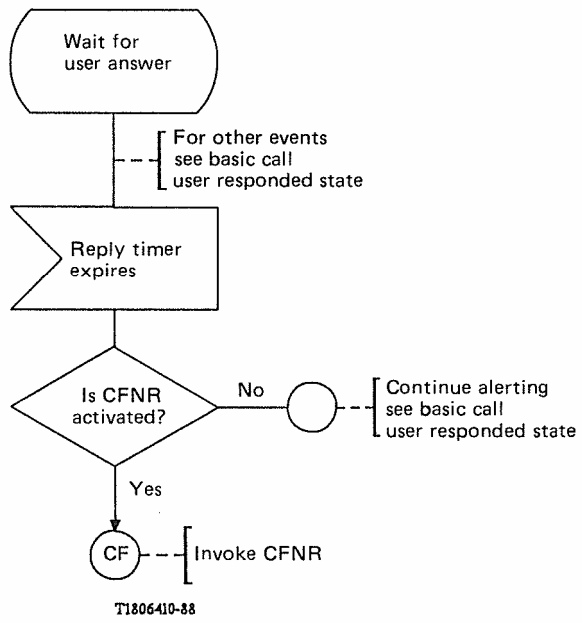 Wait for
user answer
For other events
see basic call
user responded state
Reply timer
expires
Is CFNR
activated?
No
Continue alerting
see basic call
user responded state
Yes
CF
Invoke CFNR
T1806410-88